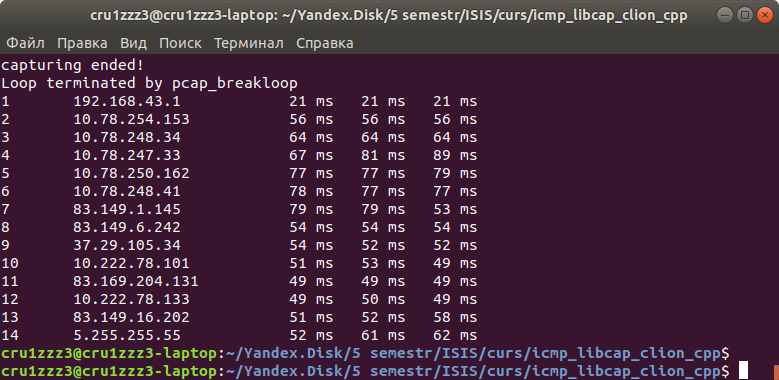 cru1zzz3@cru1zzz3-laptop: ~/Yandex.Disk/5 semestr/ISIS/curs/icmp_libcap_clion_cpp
Файл Правка Вид Поиск Терминал Справка
capturing ended!
Loop terminated by pcap_breakloop
1 192.168.43.1 21 ms 21 ms 21 ms
2 10.78.254.153 56 ms 56 ms 56 ms
3 10.78.248.34 64 ms 64 ms 64 ms
4 10.78.247.33 67 ms 81 ms 89 ms
5 10.78.250.162 77 ms 77 ms 79 ms
6 10.78.248.41 78 ms 77 ms 77 ms
7 83.149.1.145 79 ms 79 ms 53 ms
8 83.149.6.242 54 ms 54 ms 54 ms
9 37.29.105.34 54 ms 52 ms 52 ms
10 10.222.78.101 51 ms 53 ms 49 ms
11 83.169.204.131 49 ms 49 ms 49 ms
12 10.222.78.133 49 ms 50 ms 49 ms
13 83.149.16.202 51 ms 52 ms 58 ms
14 5.255.255.55 52 ms 61 ms 62 ms
cru1zzz3@cru1zzz3-laptop:~/Yandex.Disk/5 semestr/ISIS/curs/icmp_libcap_clion_cpp$
cru1zzz3@cru1zzz3-laptop:~/Yandex.Disk/5 semestr/ISIS/curs/icmp_libcap_clion_cpp$